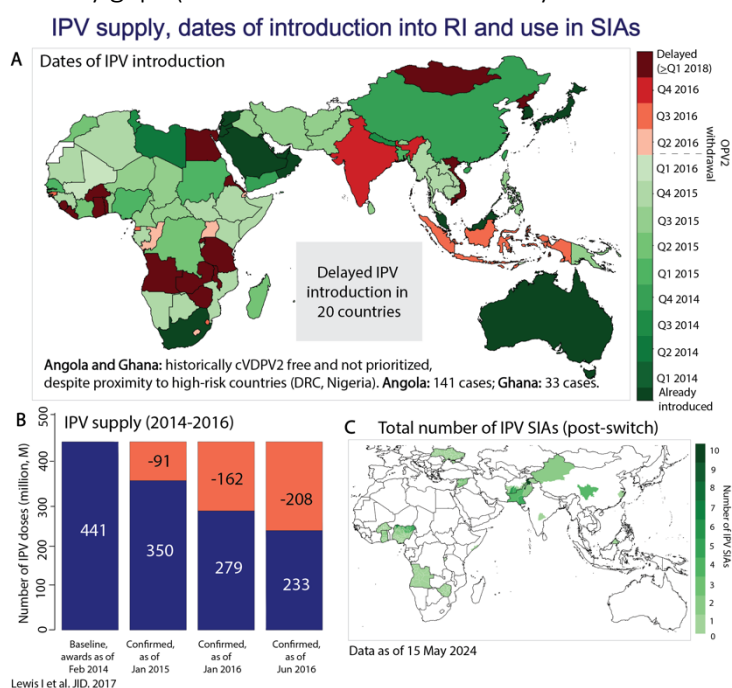 IPV supply, dates of introduction into RI and use in SIAs
A
Dates of IPV introduction
Delayed
(≥Q1 2018)
Q4 2016
Q3 2016
Q2 2016
Q1 2016
Q4 2015
Q3 2015
Q2 2015
Q1 2015
Q4 2014
Q3 2014
Q2 2014
Q1 2014
Already
introduced
OPV2
withdrawal
Delayed IPV
introduction in
20 countries
Angola and Ghana: historically cVDPV2 free and not prioritized,
despite proximity to high-risk countries (DRC, Nigeria). Angola: 141 cases; Ghana: 33 cases.
B
IPV supply (2014-2016)
Number of IPV doses (million, M)
500
400
300
200
100
0
441
-91
350
-162
279
-208
233
Baseline,
awards as of
Feb 2014
Confirmed,
as of
Jan 2015
Confirmed,
as of
Jan 2016
Confirmed,
as of
Jun 2016
Lewis I et al. JID. 2017
C
Total number of IPV SIAs (post-switch)
10
9
8
7
6
5
4
3
2
1
0
Number of IPV SIAs
Data as of 15 May 2024